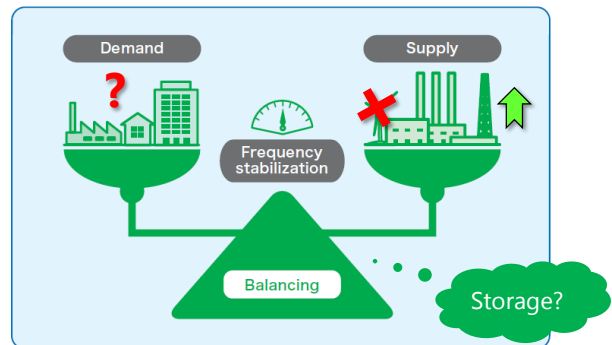 Demand
Supply
?
Frequency
stabilization
Balancing
Storage?